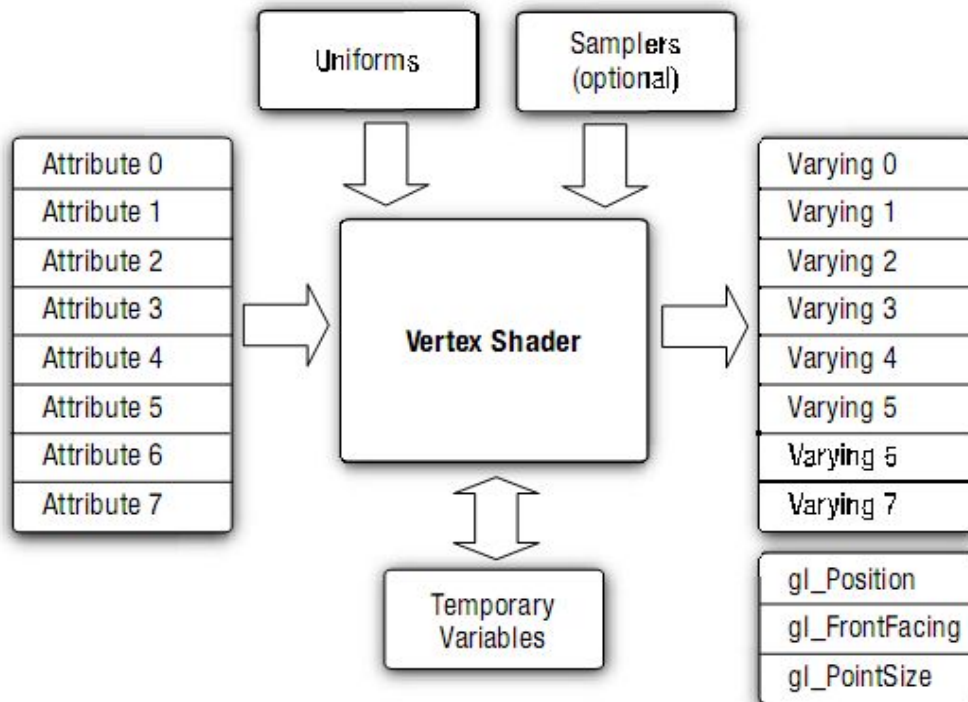 Uniforms
Samplers
(optional)
Attribute 0
Attribute 1
Attribute 2
Attribute 3
Attribute 4
Attribute 5
Attribute 6
Attribute 7
Vertex Shader
Temporary
Variables
Varying 0
Varying 1
Varying 2
Varying 3
Varying 4
Varying 5
Varying 6
Varying 7
gl_Position
gl_FrontFacing
gl_PointSize